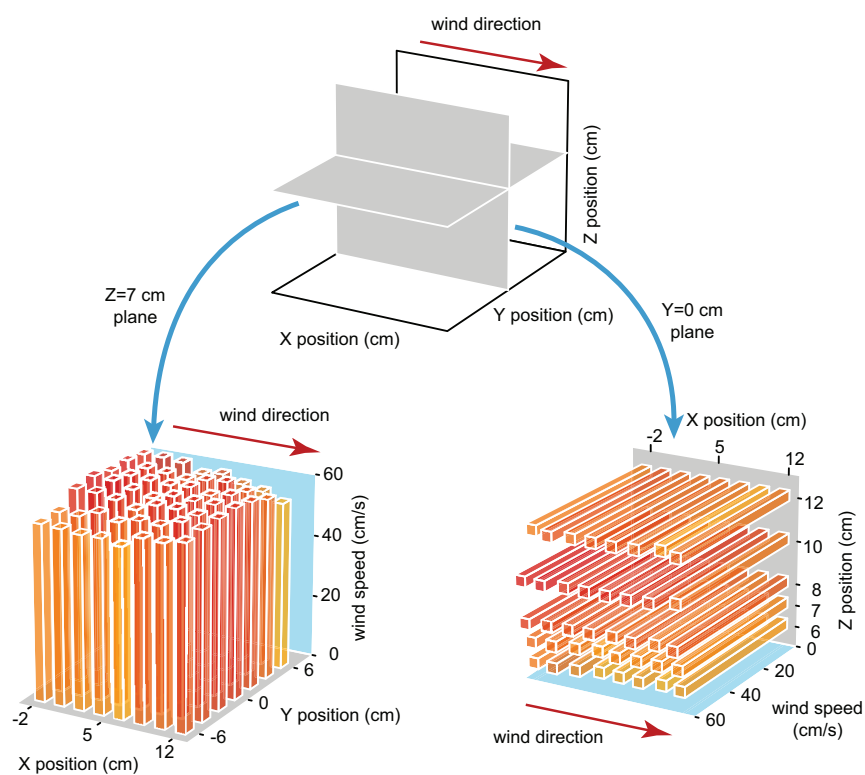 wind direction
Z position (cm)
Y position (cm)
X position (cm)
Z=7 cm
plane
Y=0 cm
plane
wind direction
60
40
20
0
wind speed (cm/s)
6
0
-6
Y position (cm)
-2
5
12
X position (cm)
X position (cm)
-2
5
12
12
10
8
7
6
0
Z position (cm)
20
40
60
wind speed
(cm/s)
wind direction